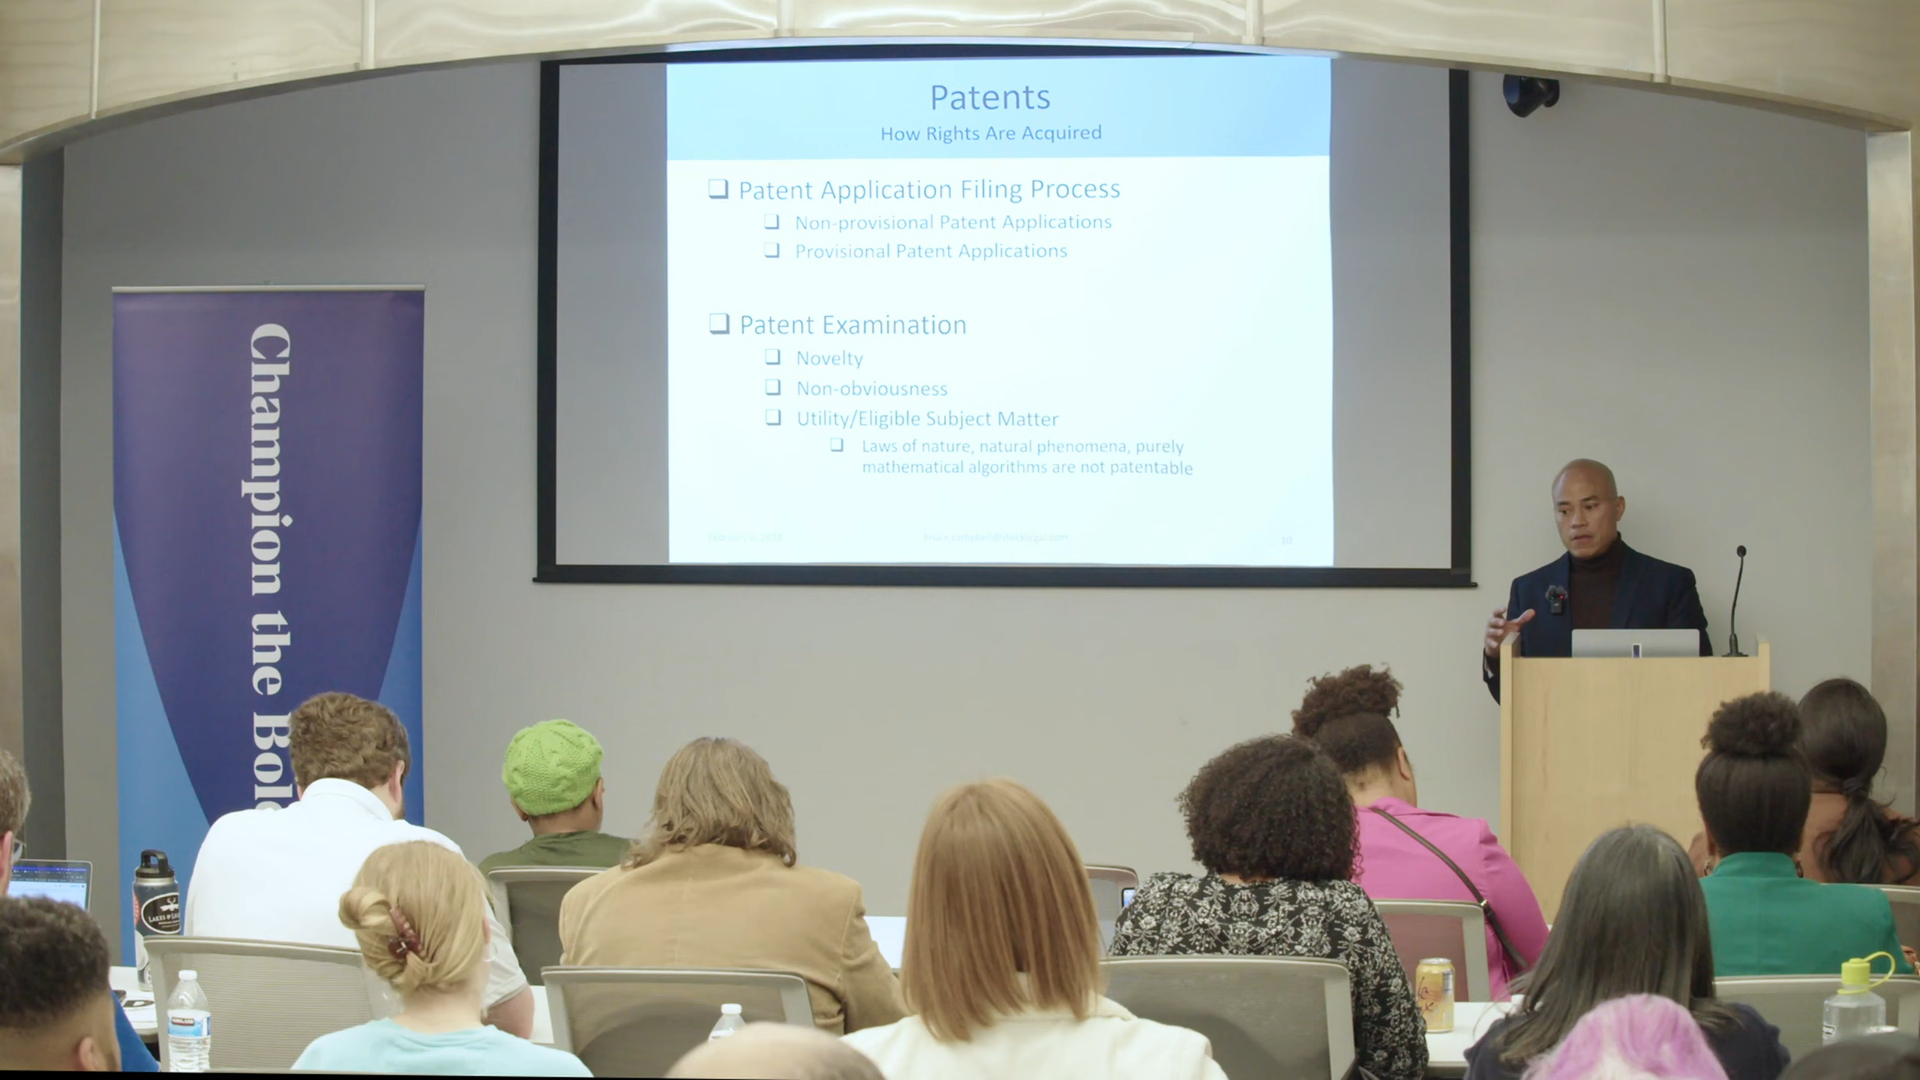 Patents
How Rights Are Acquired
❑ Patent Application Filing Process
❑ Non-provisional Patent Applications
❑ Provisional Patent Applications
❑ Patent Examination
❑ Novelty
❑ Non-obviousness
❑ Utility/Eligible Subject Matter
❑ Laws of nature, natural phenomena, purely
mathematical algorithms are not patentable
10
Champion the Bold